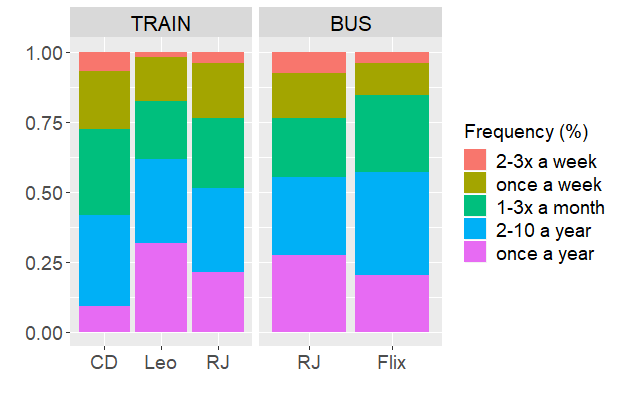 TRAIN BUS
1.00
0.75
0.50
0.25
0.00
CD Leo RJ RJ Flix
Frequency (%)
2-3x a week
once a week
1-3x a month
2-10 a year
once a year